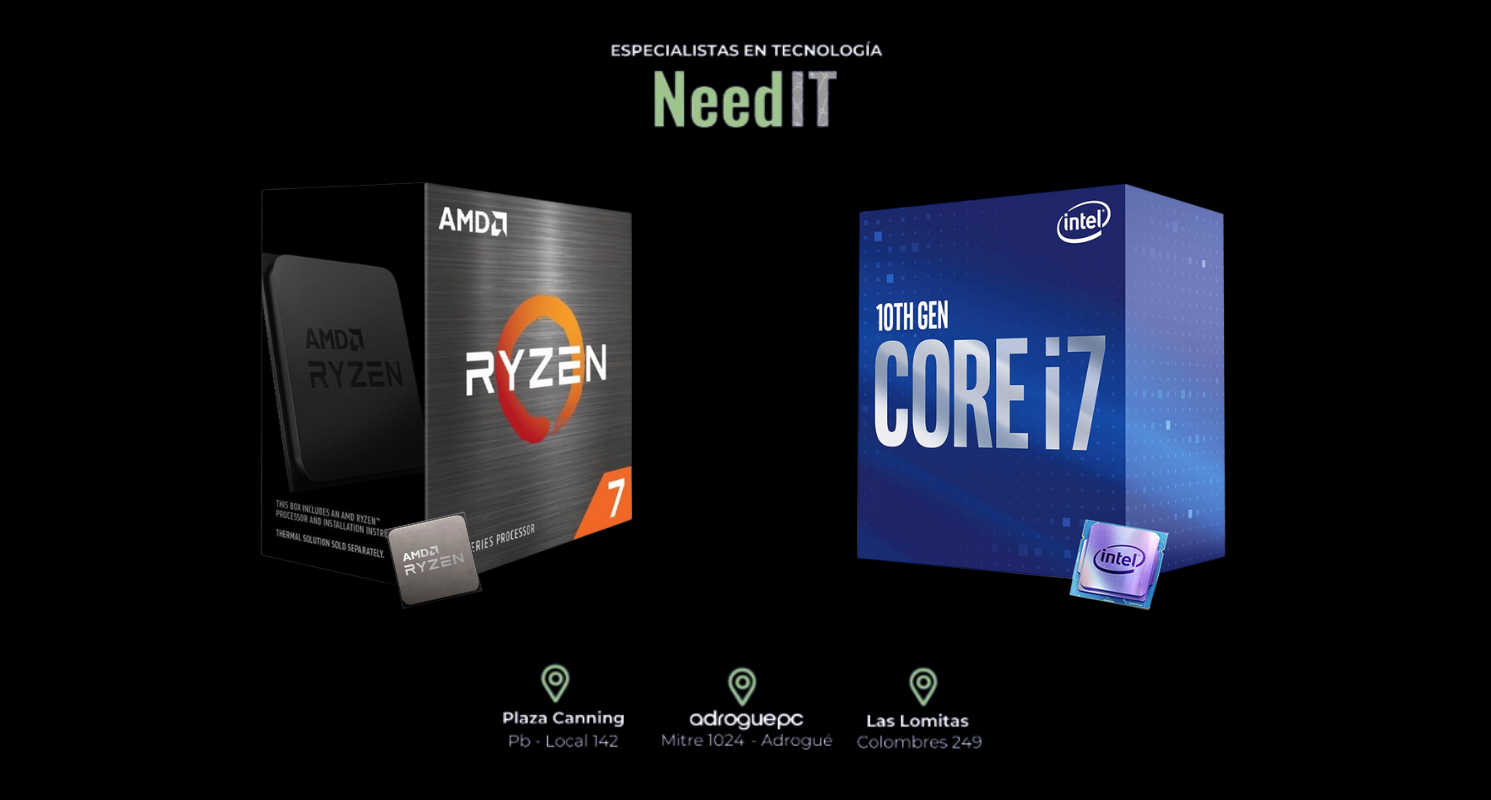 ESPECIALISTAS EN TECNOLOGÍA
NeedIT
AMD
RYZEN
7
AMD
RYZEN
THIS BOX INCLUDES AN AMD RYZEN™
PROCESSOR AND INSTALLATION
THERMAL SOLUTION SOLD SEPARATELY.
PROCESSOR
AMD
RYZEN
intel
10TH GEN
CORE i7
intel
Plaza Canning
Pb - Local 142
adroguepc
Mitre 1024 - Adrogué
Las Lomitas
Colombres 249